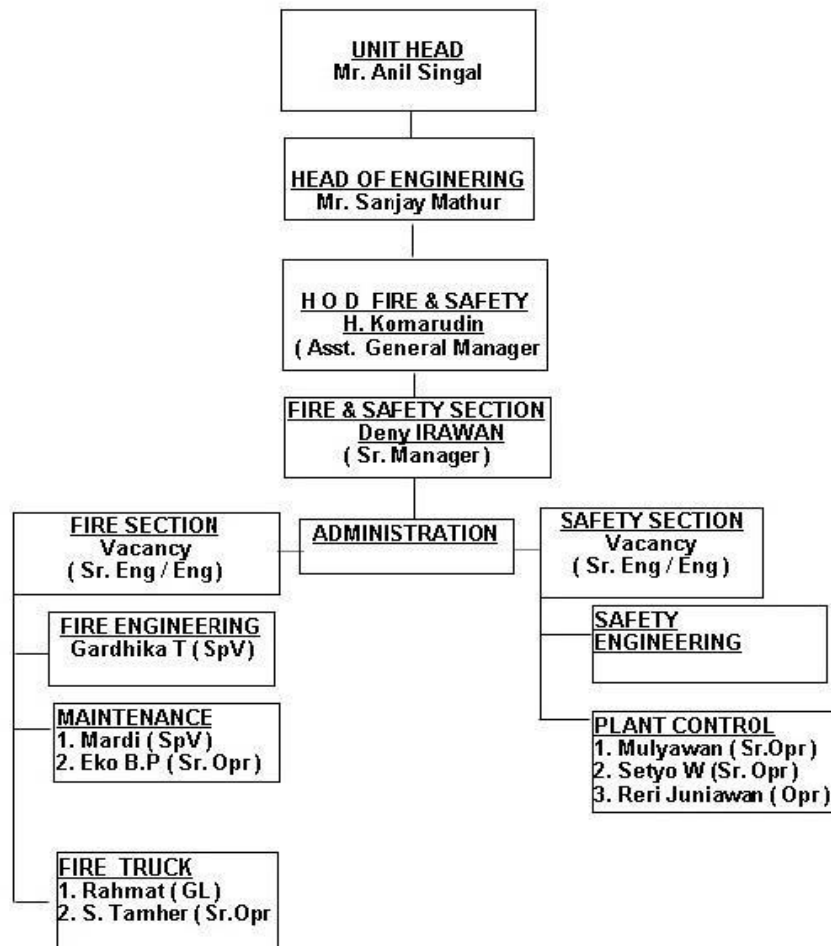 UNIT HEAD
Mr. Anil Singal
HEAD OF ENGINERING
Mr. Sanjay Mathur
H O D FIRE & SAFETY
H. Komarudin
( Asst. General Manager
FIRE & SAFETY SECTION
Deny IRAWAN
( Sr. Manager )
FIRE SECTION
Vacancy
( Sr. Eng / Eng )
ADMINISTRATION
SAFETY SECTION
Vacancy
( Sr. Eng / Eng )
FIRE ENGINEERING
Gardhika T ( SpV )
MAINTENANCE
1. Mardi ( SpV )
2. Eko B.P ( Sr. Opr )
FIRE TRUCK
1. Rahmat ( GL )
2. S. Tamher ( Sr.Opr
SAFETY
ENGINEERING
PLANT CONTROL
1. Mulyawan ( Sr.Opr )
2. Setyo W (Sr. Opr )
3. Reri Juniawan ( Opr )